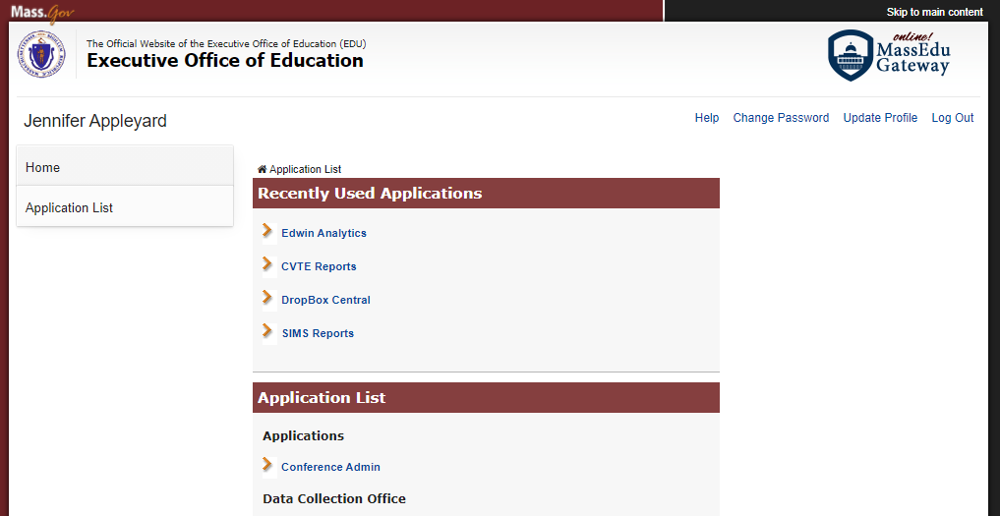 Mass.Gov
Skip to main content
The Official Website of the Executive Office of Education (EDU)
Executive Office of Education
online!
MassEdu
Gateway
Jennifer Appleyard
Help Change Password Update Profile Log Out
Home
Application List
Application List
Recently Used Applications
Edwin Analytics
CVTE Reports
DropBox Central
SIMS Reports
Application List
Applications
Conference Admin
Data Collection Office